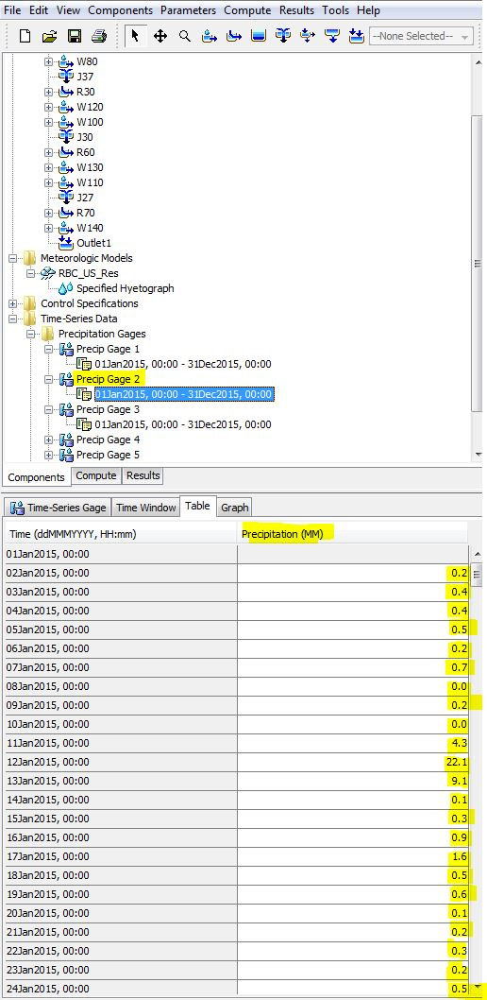 File Edit View Components Parameters Compute Results Tools Help
--None Selected--
W80
J37
R30
W120
W100
J30
R60
W130
W110
J27
R70
W140
Outlet1
Meteorologic Models
RBC_US_Res
Specified Hyetograph
Control Specifications
Time-Series Data
Precipitation Gages
Precip Gage 1
01Jan2015, 00:00 - 31Dec2015, 00:00
Precip Gage 2
01Jan2015, 00:00 - 31Dec2015, 00:00
Precip Gage 3
01Jan2015, 00:00 - 31Dec2015, 00:00
Precip Gage 4
Precip Gage 5
Components Compute Results
Time-Series Gage Time Window Table Graph
Time (ddMMMYYYY, HH:mm) Precipitation (MM)
01Jan2015, 00:00
02Jan2015, 00:00 0.2
03Jan2015, 00:00 0.4
04Jan2015, 00:00 0.4
05Jan2015, 00:00 0.5
06Jan2015, 00:00 0.2
07Jan2015, 00:00 0.7
08Jan2015, 00:00 0.0
09Jan2015, 00:00 0.2
10Jan2015, 00:00 0.0
11Jan2015, 00:00 4.3
12Jan2015, 00:00 22.1
13Jan2015, 00:00 9.1
14Jan2015, 00:00 0.1
15Jan2015, 00:00 0.3
16Jan2015, 00:00 0.9
17Jan2015, 00:00 1.6
18Jan2015, 00:00 0.5
19Jan2015, 00:00 0.6
20Jan2015, 00:00 0.1
21Jan2015, 00:00 0.2
22Jan2015, 00:00 0.3
23Jan2015, 00:00 0.2
24Jan2015, 00:00 0.5